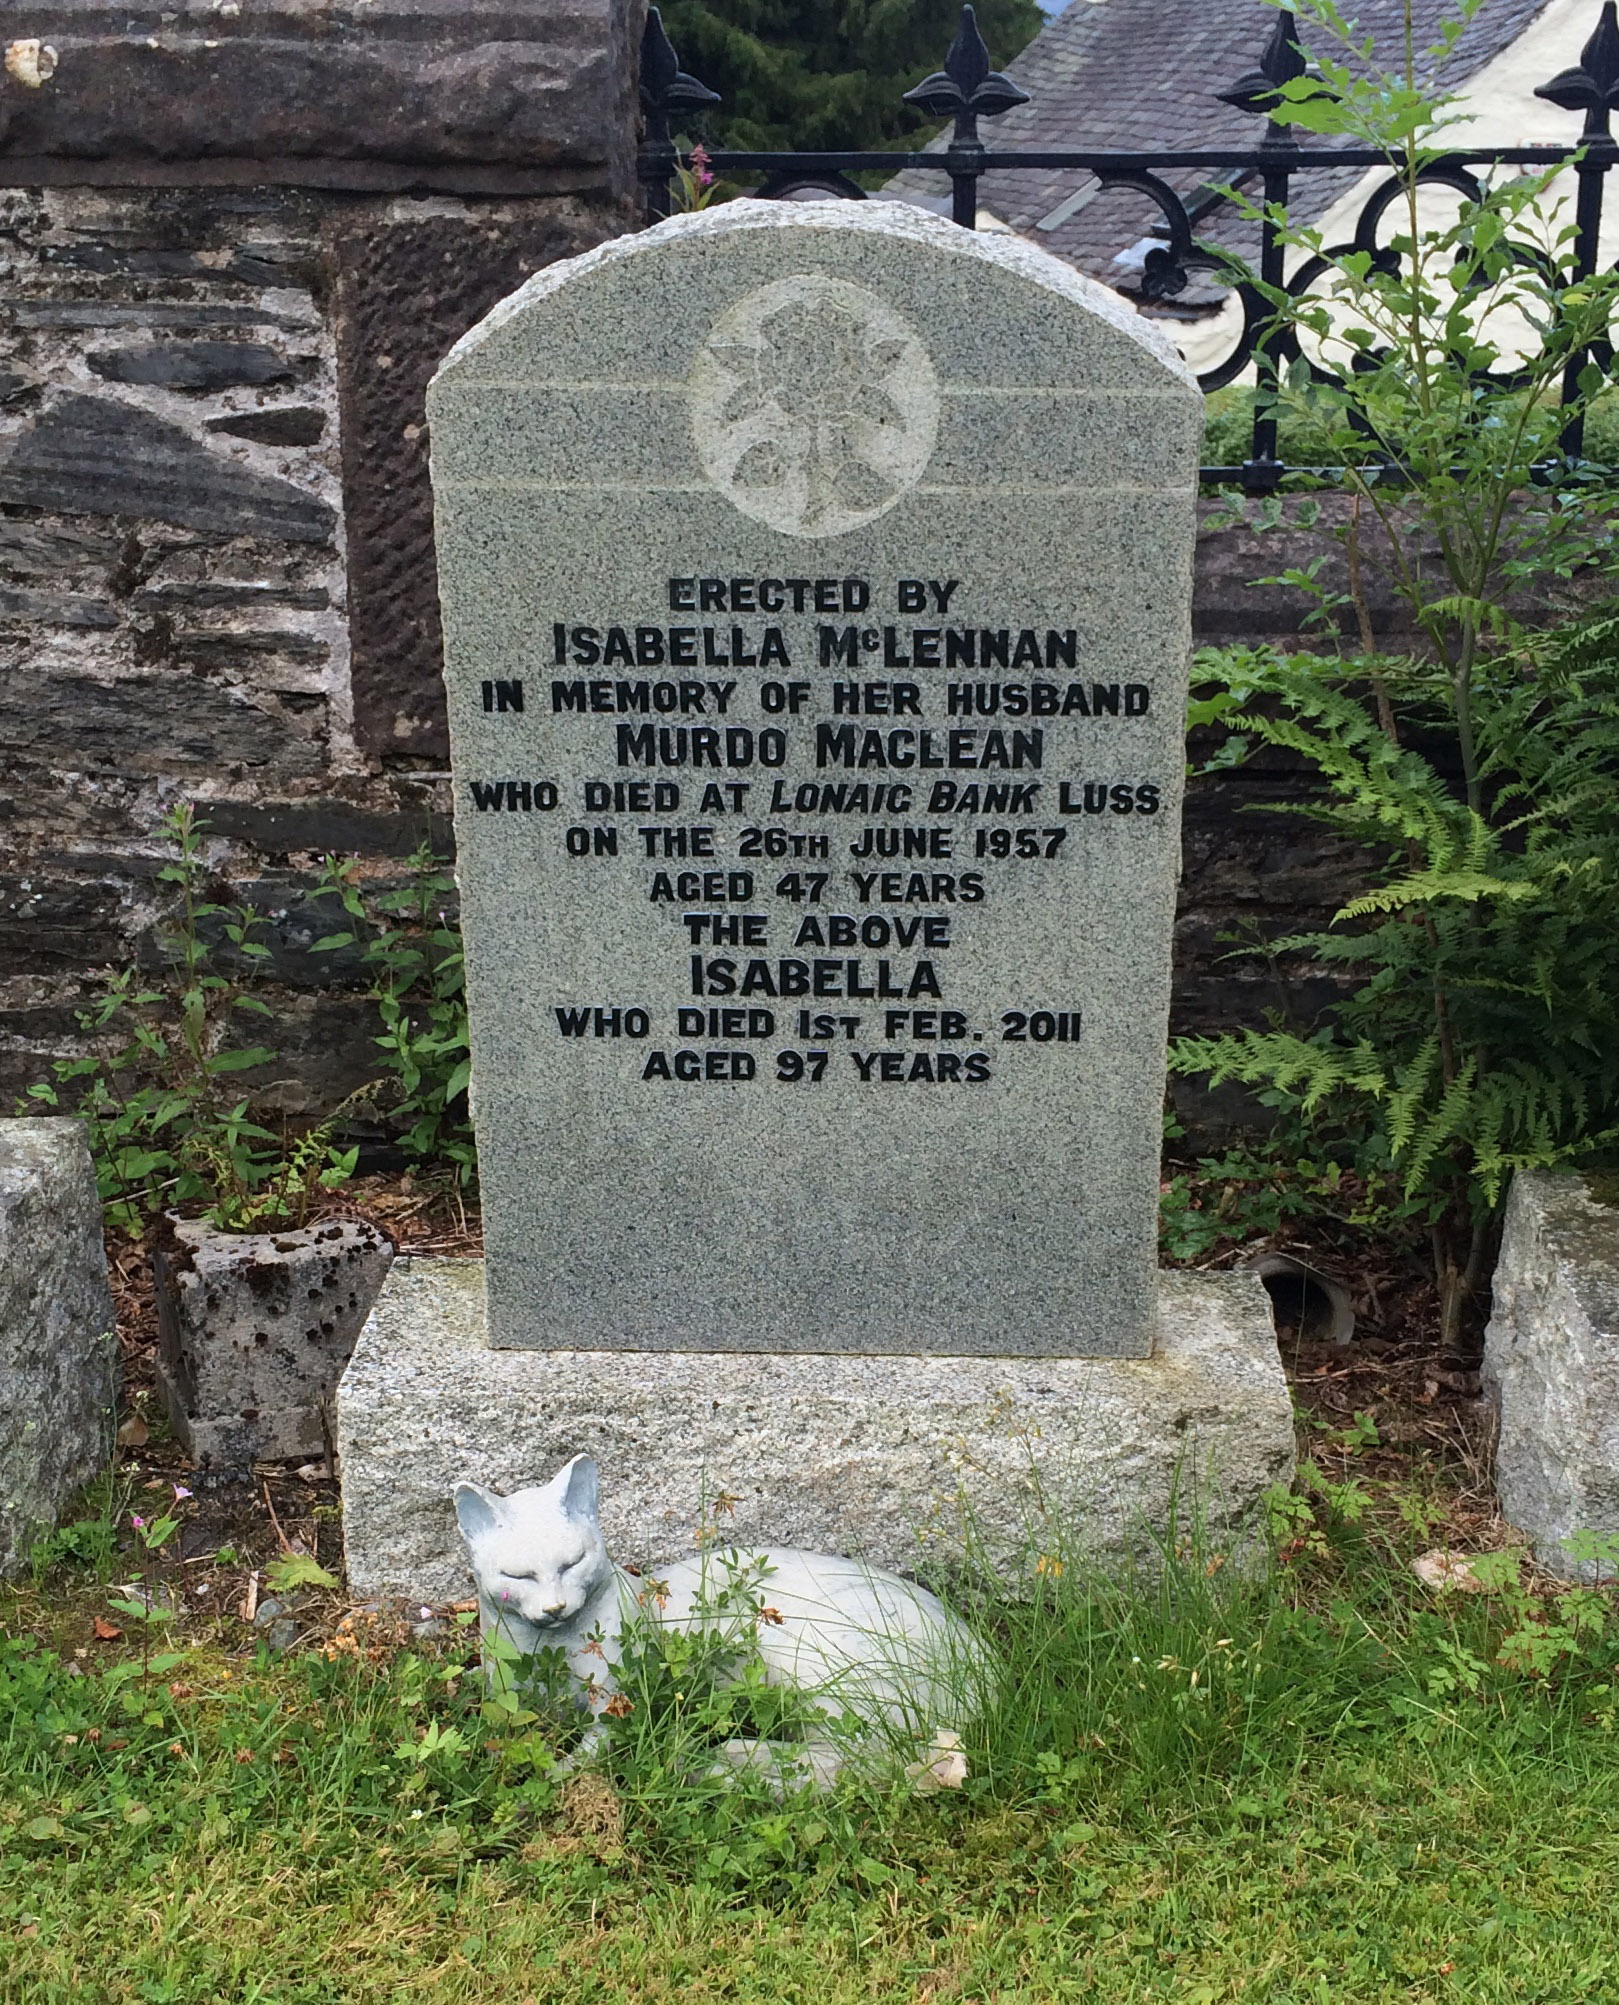 ERECTED BY
ISABELLA McLENNAN
IN MEMORY OF HER HUSBAND
MURDO MACLEAN
WHO DIED AT LONAIG BANK LUSS
ON THE 26TH JUNE 1957
AGED 47 YEARS
THE ABOVE
ISABELLA
WHO DIED 1ST FEB. 2011
AGED 97 YEARS